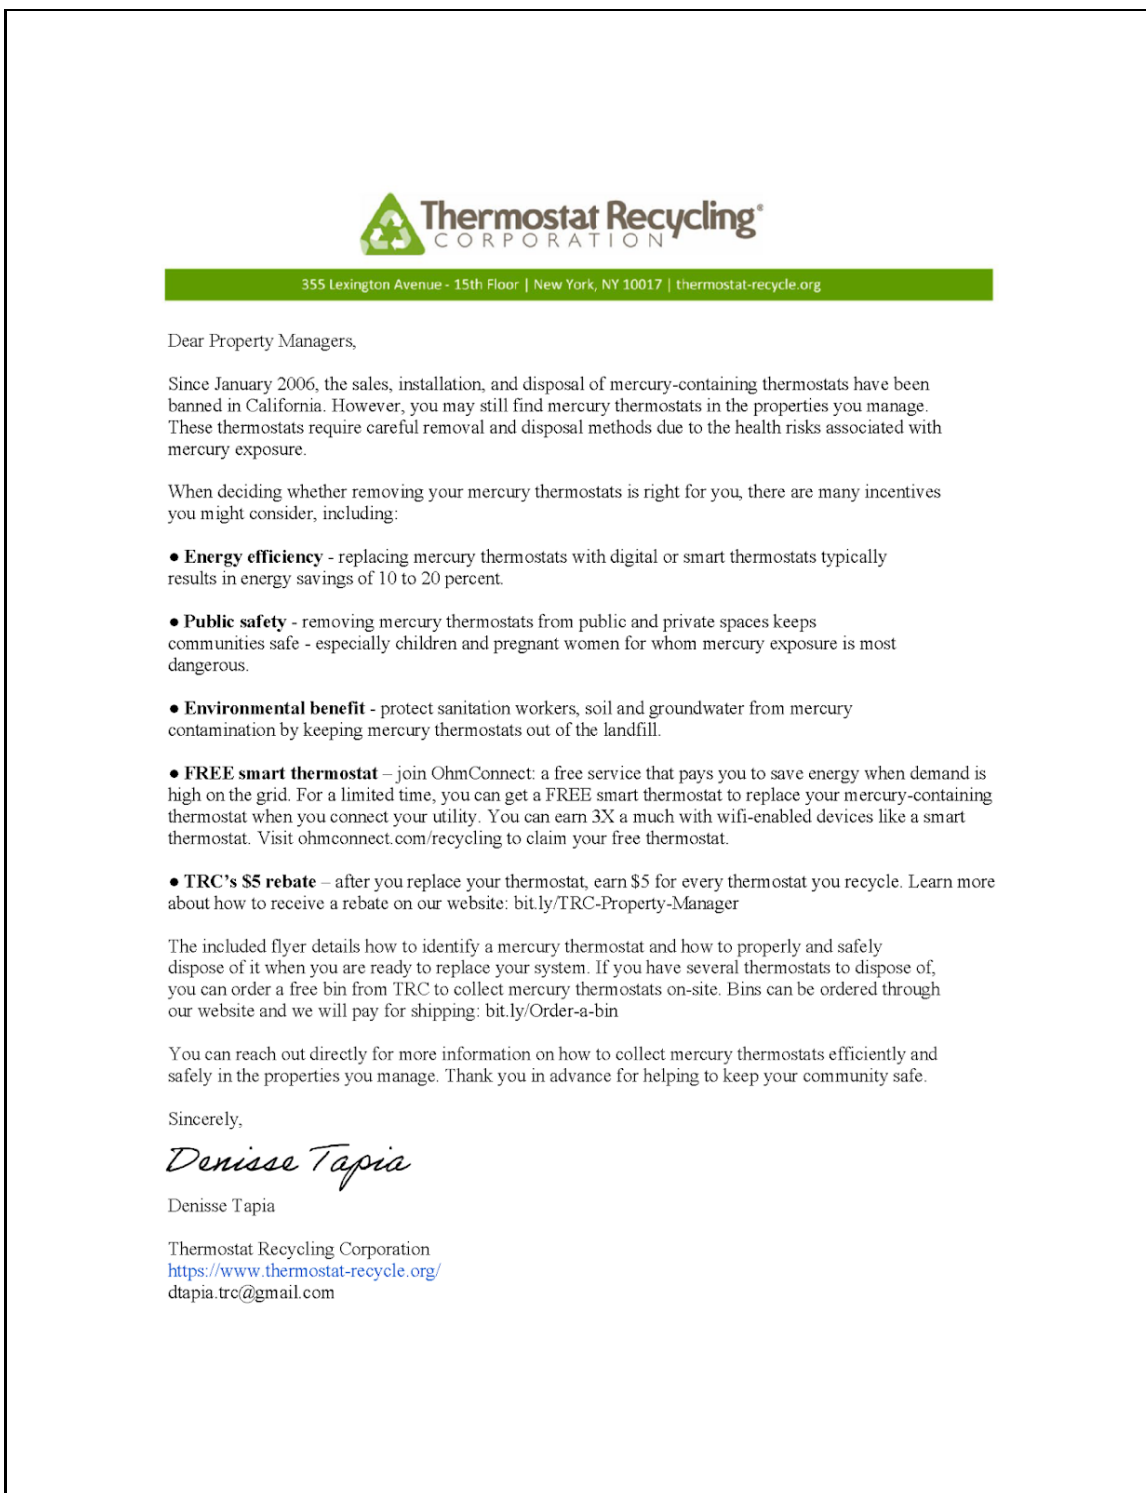 Thermostat Recycling®
CORPORATION
355 Lexington Avenue - 15th Floor | New York, NY 10017 | thermostat-recycle.org
Dear Property Managers,
Since January 2006, the sales, installation, and disposal of mercury-containing thermostats have been
banned in California. However, you may still find mercury thermostats in the properties you manage.
These thermostats require careful removal and disposal methods due to the health risks associated with
mercury exposure.
When deciding whether removing your mercury thermostats is right for you, there are many incentives
you might consider, including:
● Energy efficiency - replacing mercury thermostats with digital or smart thermostats typically
results in energy savings of 10 to 20 percent.
● Public safety - removing mercury thermostats from public and private spaces keeps
communities safe - especially children and pregnant women for whom mercury exposure is most
dangerous.
● Environmental benefit - protect sanitation workers, soil and groundwater from mercury
contamination by keeping mercury thermostats out of the landfill.
● FREE smart thermostat – join OhmConnect: a free service that pays you to save energy when demand is
high on the grid. For a limited time, you can get a FREE smart thermostat to replace your mercury-containing
thermostat when you connect your utility. You can earn 3X a much with wifi-enabled devices like a smart
thermostat. Visit ohmconnect.com/recycling to claim your free thermostat.
● TRC’s $5 rebate – after you replace your thermostat, earn $5 for every thermostat you recycle. Learn more
about how to receive a rebate on our website: bit.ly/TRC-Property-Manager
The included flyer details how to identify a mercury thermostat and how to properly and safely
dispose of it when you are ready to replace your system. If you have several thermostats to dispose of,
you can order a free bin from TRC to collect mercury thermostats on-site. Bins can be ordered through
our website and we will pay for shipping: bit.ly/Order-a-bin
You can reach out directly for more information on how to collect mercury thermostats efficiently and
safely in the properties you manage. Thank you in advance for helping to keep your community safe.
Sincerely,
Denisse Tapia
Denisse Tapia
Thermostat Recycling Corporation
https://www.thermostat-recycle.org/
dtapia.trc@gmail.com